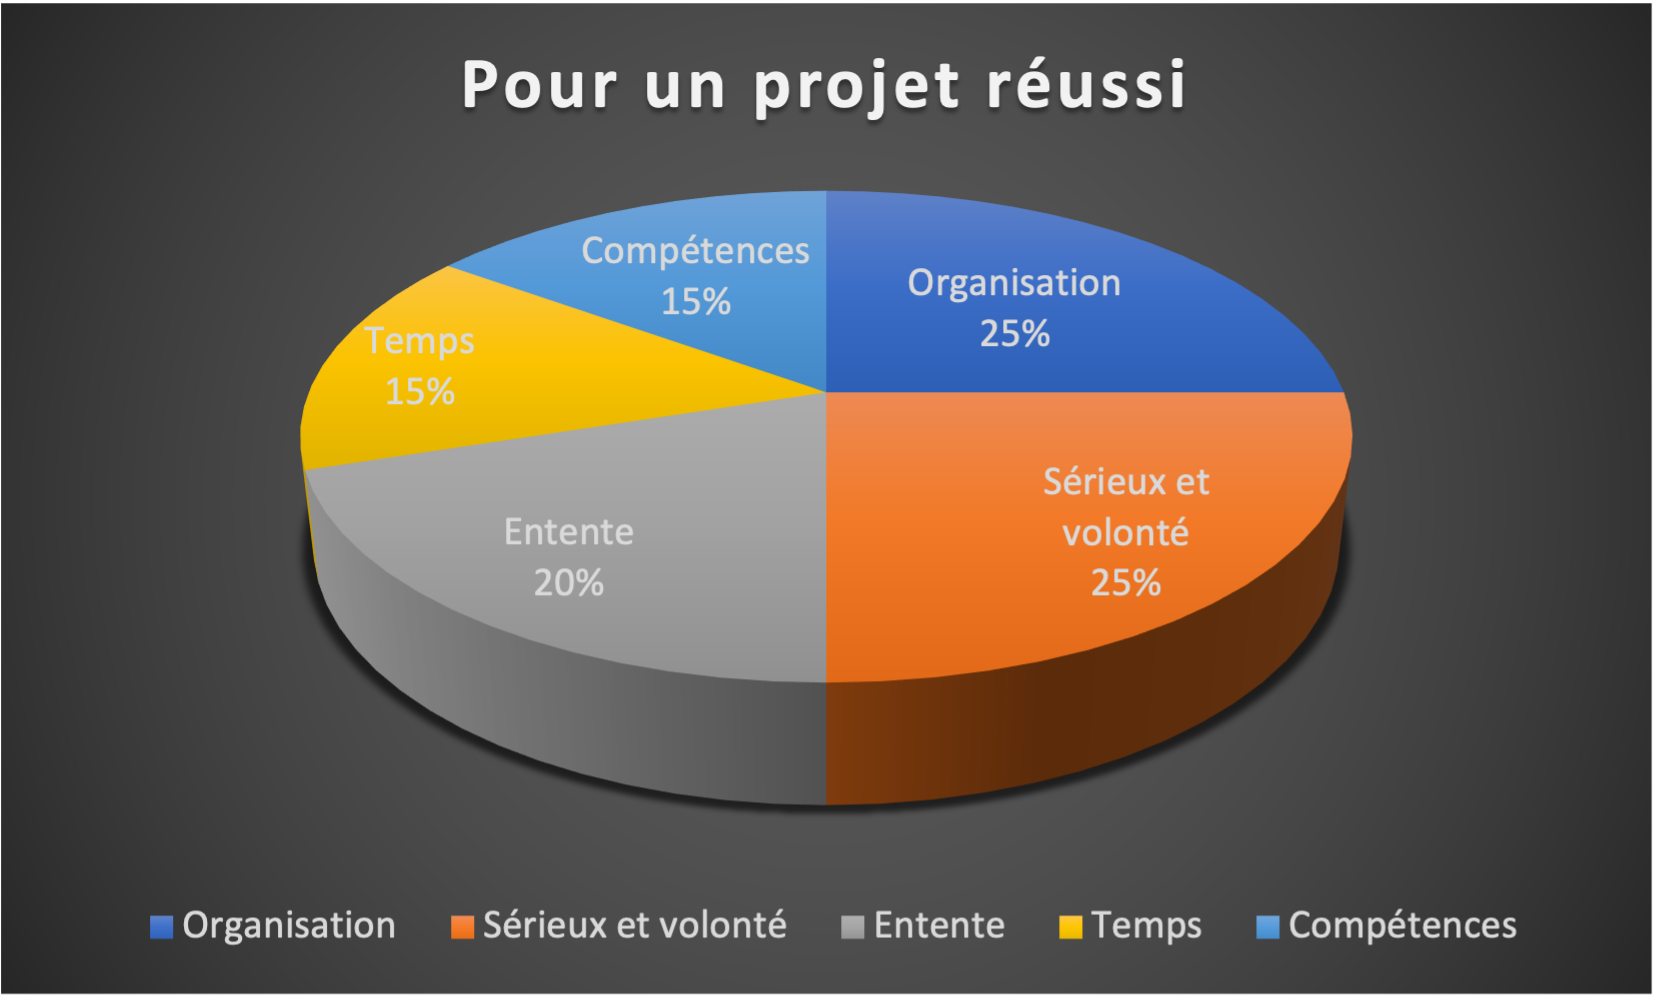 Pour un projet réussi
Compétences
15%
Organisation
25%
Temps
15%
Sérieux et
volonté
25%
Entente
20%
Organisation
Sérieux et volonté
Entente
Temps
Compétences